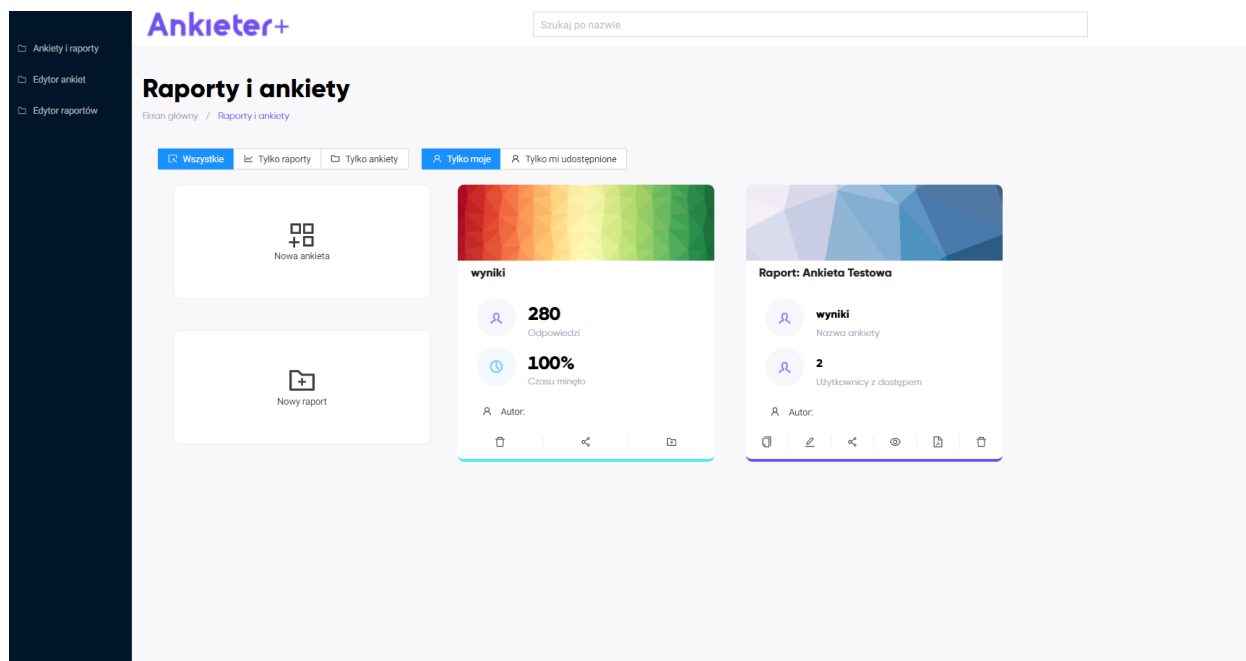 Ankieter+
Szukaj po nazwie
Ankiety i raporty
Edytor ankiet
Edytor raportów
Raporty i ankiety
Ekran główny / Raporty i ankiety
Wszystkie Tylko raporty Tylko ankiety Tylko moje Tylko mi udostępnione
Nowa ankieta
Nowy raport
wyniki
280
Odpowiedzi
100%
Czasu minęło
Autor:
Raport: Ankieta Testowa
wyniki
Nazwa ankiety
2
Użytkownicy z dostępem
Autor: